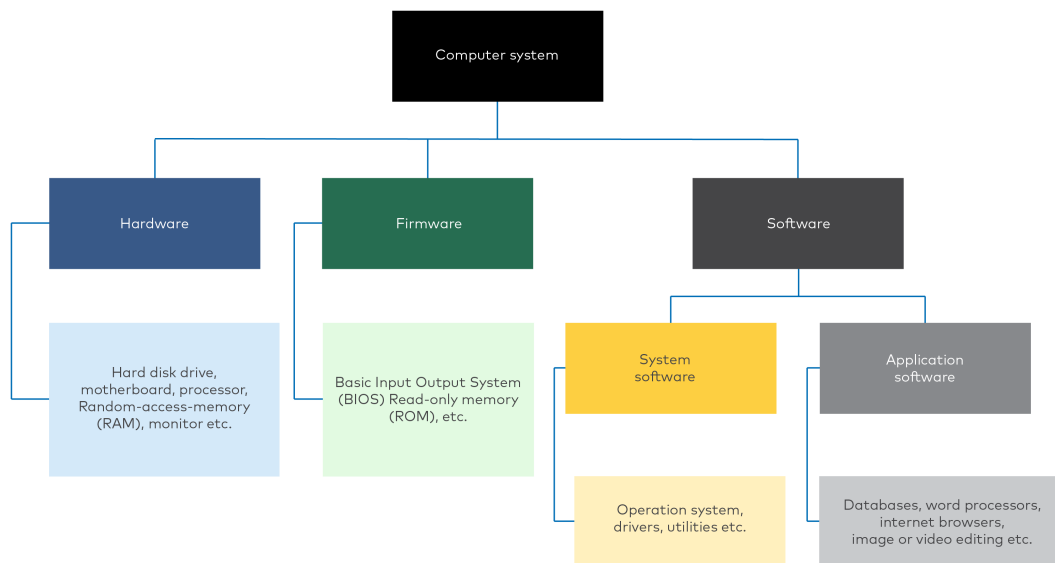 Computer system
Hardware
Firmware
Software
Hard disk drive,
motherboard, processor,
Random-access-memory
(RAM), monitor etc.
Basic Input Output System
(BIOS) Read-only memory
(ROM), etc.
System
software
Application
software
Operation system,
drivers, utilities etc.
Databases, word processors,
internet browsers,
image or video editing etc.